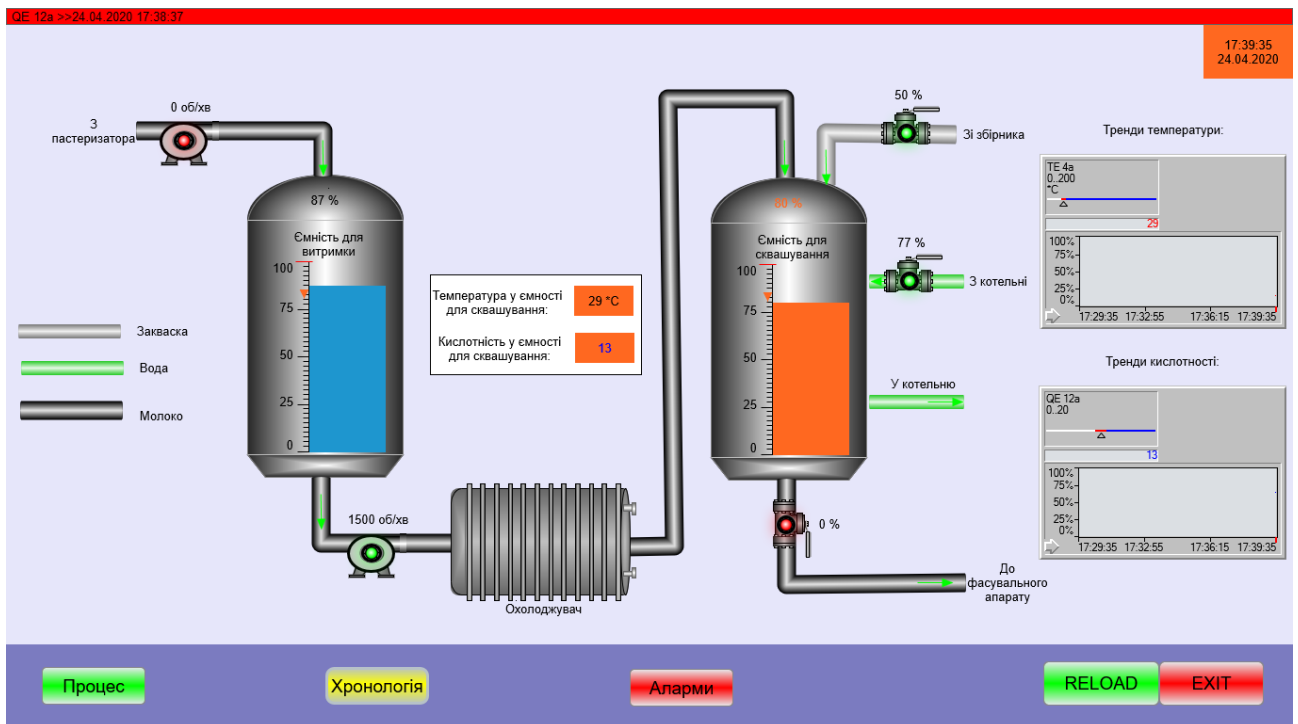 QE 12a >>24.04.2020 17:38:37
17:39:35
24.04.2020
0 об/хв
З
пастеризатора
87 %
Ємність для
витримки
100
75
50
25
0
Закваска
Вода
Молоко
1500 об/хв
Охолоджувач
Температура у ємності
для сквашування:
29 °C
Кислотність у ємності
для сквашування:
13
80 %
Ємність для
сквашування
100
75
50
25
0
50 %
Зі збірника
77 %
З котельні
У котельню
0 %
До
фасувального
апарату
Тренди температури:
TE 4a
0..200
°C
29
100%
75%
50%
25%
0%
17:29:35 17:32:55 17:36:15 17:39:35
Тренди кислотності:
QE 12a
0..20
13
100%
75%
50%
25%
0%
17:29:35 17:32:55 17:36:15 17:39:35
Процес
Хронологія
Аларми
RELOAD
EXIT